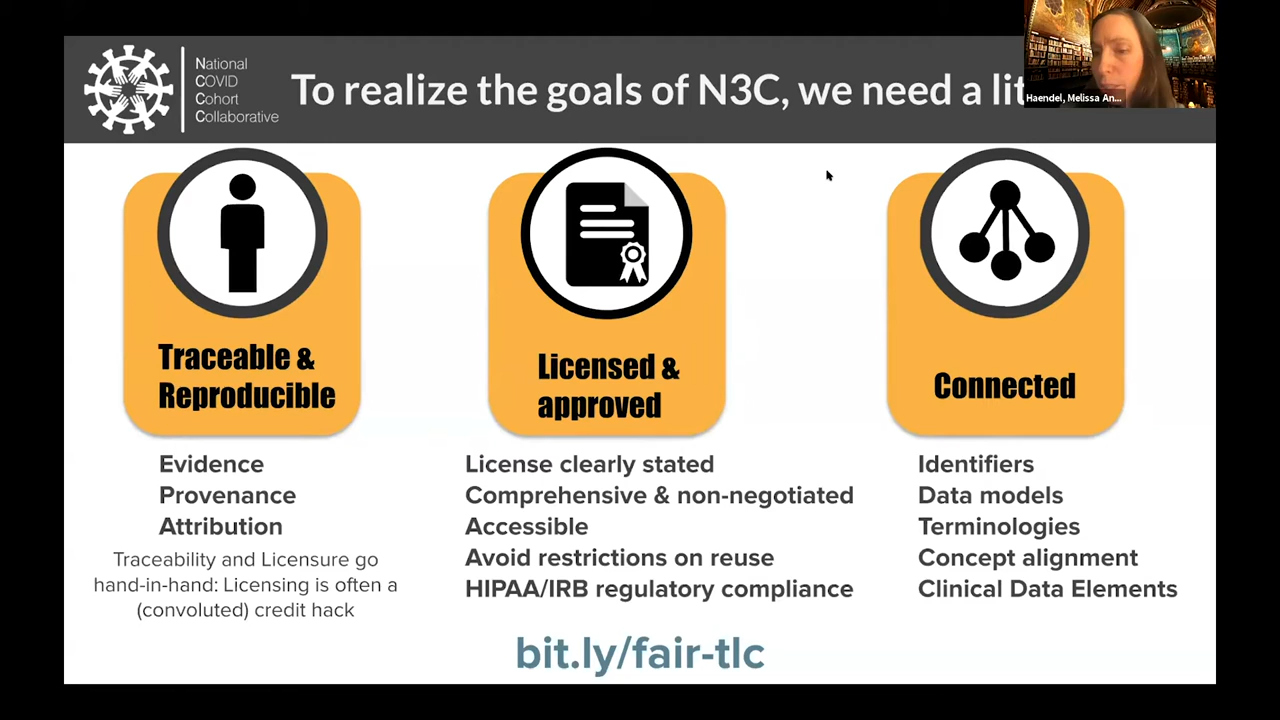 National
COVID
Cohort
Collaborative
To realize the goals of N3C, we need a lit
Haendel, Melissa An...
Traceable &
Reproducible
Evidence
Provenance
Attribution
Traceability and Licensure go
hand-in-hand: Licensing is often a
(convoluted) credit hack
Licensed &
approved
License clearly stated
Comprehensive & non-negotiated
Accessible
Avoid restrictions on reuse
HIPAA/IRB regulatory compliance
Connected
Identifiers
Data models
Terminologies
Concept alignment
Clinical Data Elements
bit.ly/fair-tlc